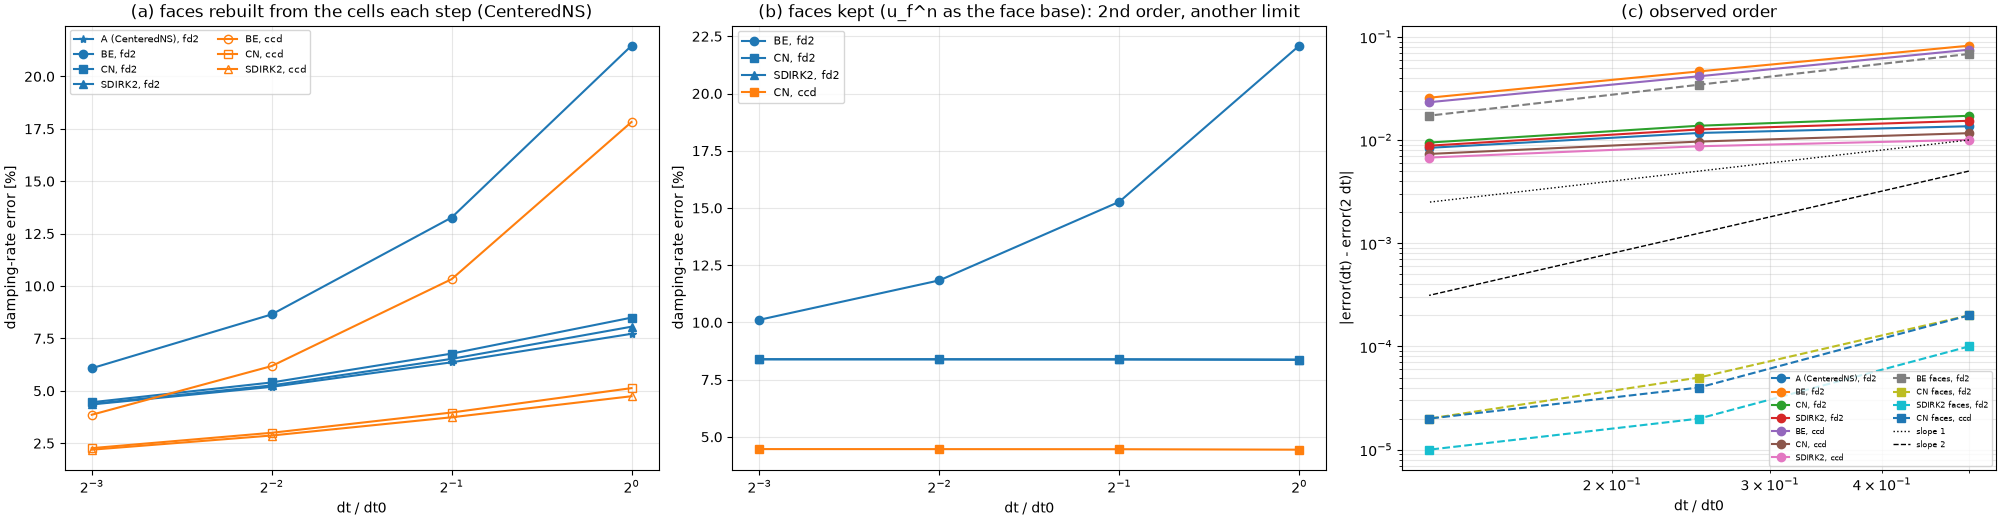 (a) faces rebuilt from the cells each step (CenteredNS)
A (CenteredNS), fd2
BE, fd2
CN, fd2
SDIRK2, fd2
BE, ccd
CN, ccd
SDIRK2, ccd
damping-rate error [%]
20.0
17.5
15.0
12.5
10.0
7.5
5.0
2.5
2⁻³
2⁻²
2⁻¹
2⁰
dt / dt0
(b) faces kept (u_f^n as the face base): 2nd order, another limit
BE, fd2
CN, fd2
SDIRK2, fd2
CN, ccd
damping-rate error [%]
22.5
20.0
17.5
15.0
12.5
10.0
7.5
5.0
2⁻³
2⁻²
2⁻¹
2⁰
dt / dt0
(c) observed order
|error(dt) - error(2 dt)|
10⁻¹
10⁻²
10⁻³
10⁻⁴
10⁻⁵
A (CenteredNS), fd2
BE, fd2
CN, fd2
SDIRK2, fd2
BE, ccd
CN, ccd
SDIRK2, ccd
BE faces, fd2
CN faces, fd2
SDIRK2 faces, fd2
CN faces, ccd
slope 1
slope 2
2 × 10⁻¹
3 × 10⁻¹
4 × 10⁻¹
dt / dt0